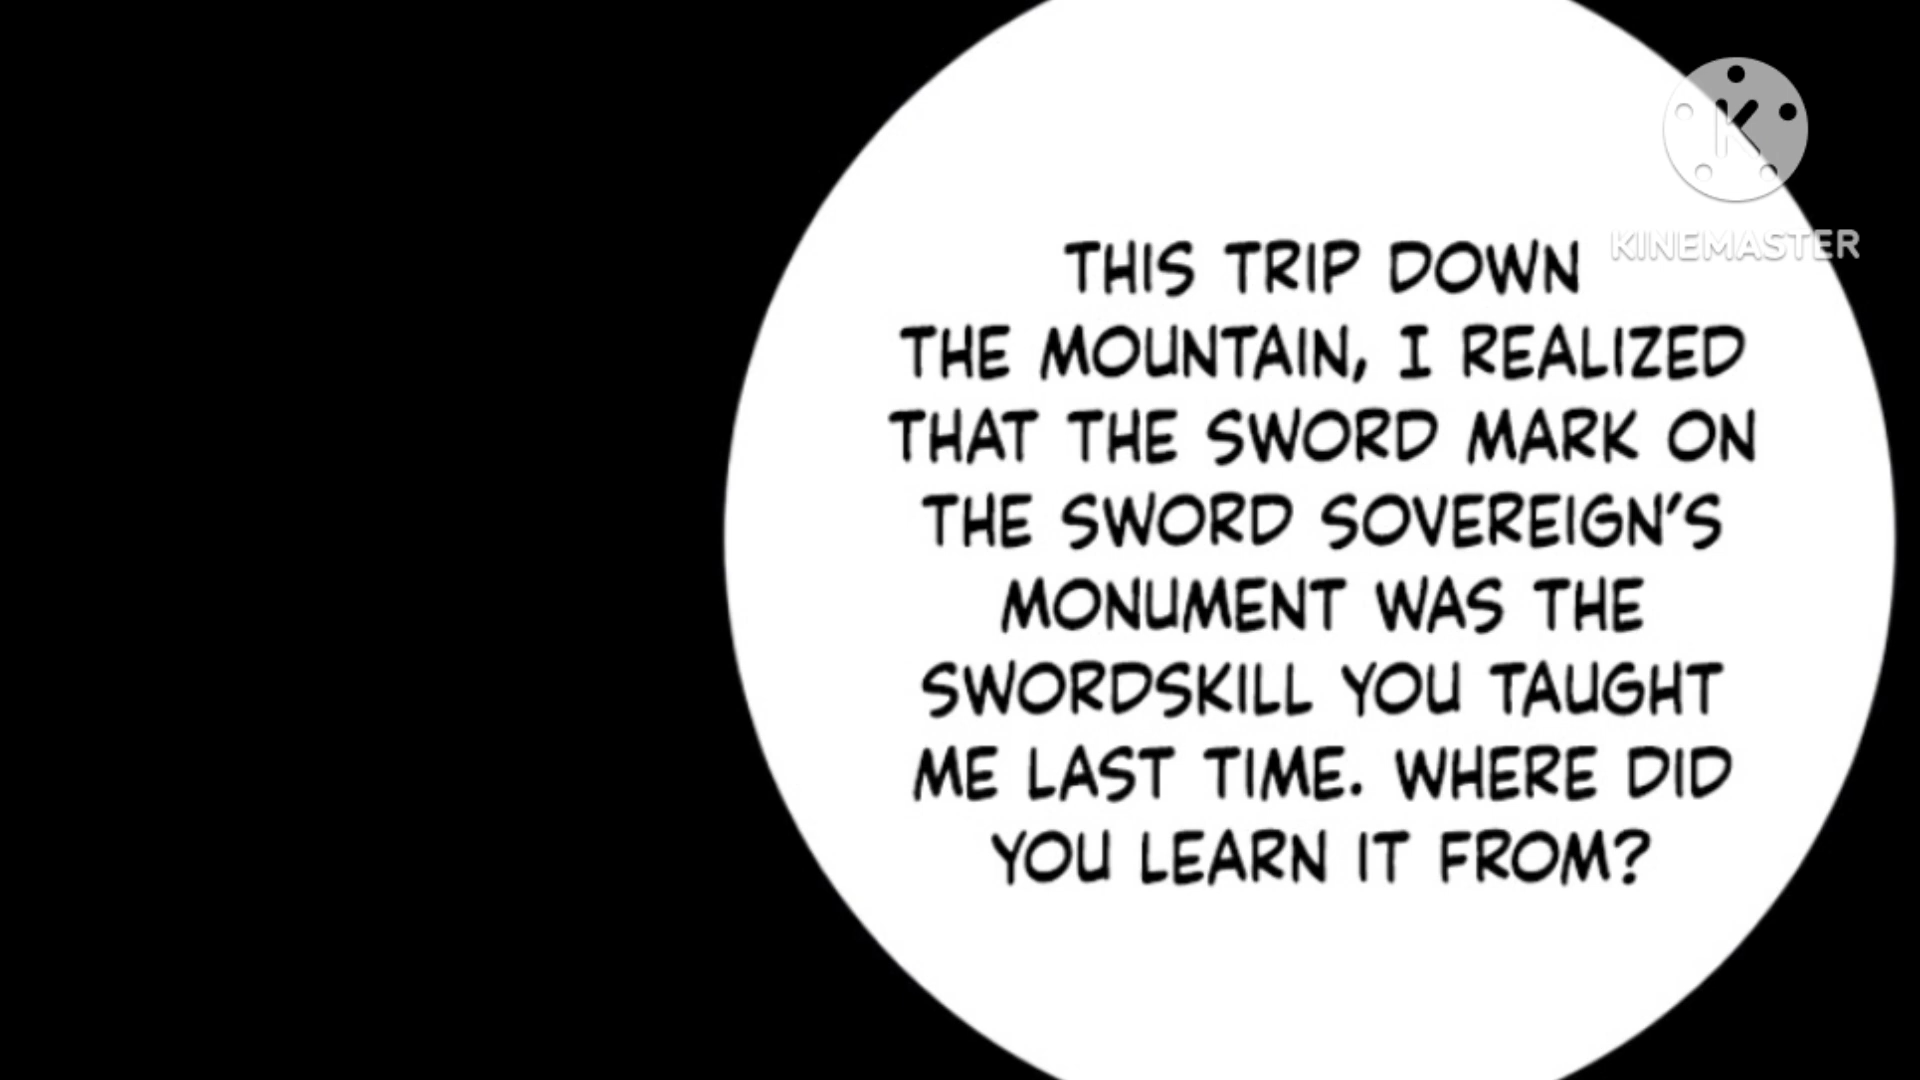 THIS TRIP DOWN
THE MOUNTAIN, I REALIZED
THAT THE SWORD MARK ON
THE SWORD SOVEREIGN'S
MONUMENT WAS THE
SWORDSKILL YOU TAUGHT
ME LAST TIME. WHERE DID
YOU LEARN IT FROM?
K
KINEMASTER